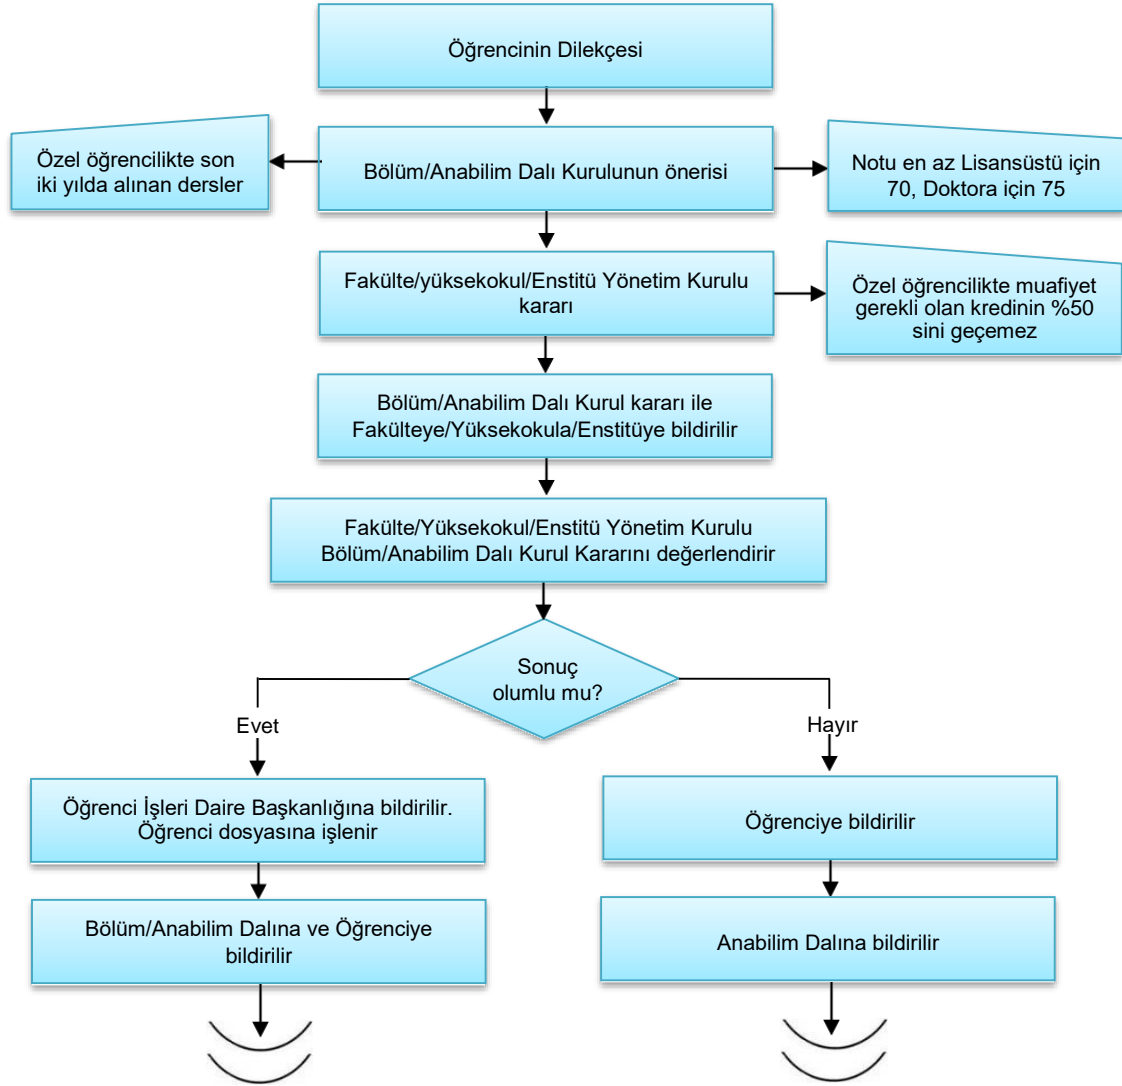 Öğrencinin Dilekçesi
Özel öğrencilikte son
iki yılda alınan dersler
Bölüm/Anabilim Dalı Kurulunun önerisi
Notu en az Lisansüstü için
70, Doktora için 75
Fakülte/yüksekokul/Enstitü Yönetim Kurulu
kararı
Özel öğrencilikte muafiyet
gerekli olan kredinin %50
sini geçemez
Bölüm/Anabilim Dalı Kurul kararı ile
Fakülteye/Yüksekokula/Enstitüye bildirilir
Fakülte/Yüksekokul/Enstitü Yönetim Kurulu
Bölüm/Anabilim Dalı Kurul Kararını değerlendirir
Sonuç
olumlu mu?
Evet
Hayır
Öğrenci İşleri Daire Başkanlığına bildirilir.
Öğrenci dosyasına işlenir
Öğrenciye bildirilir
Bölüm/Anabilim Dalına ve Öğrenciye
bildirilir
Anabilim Dalına bildirilir